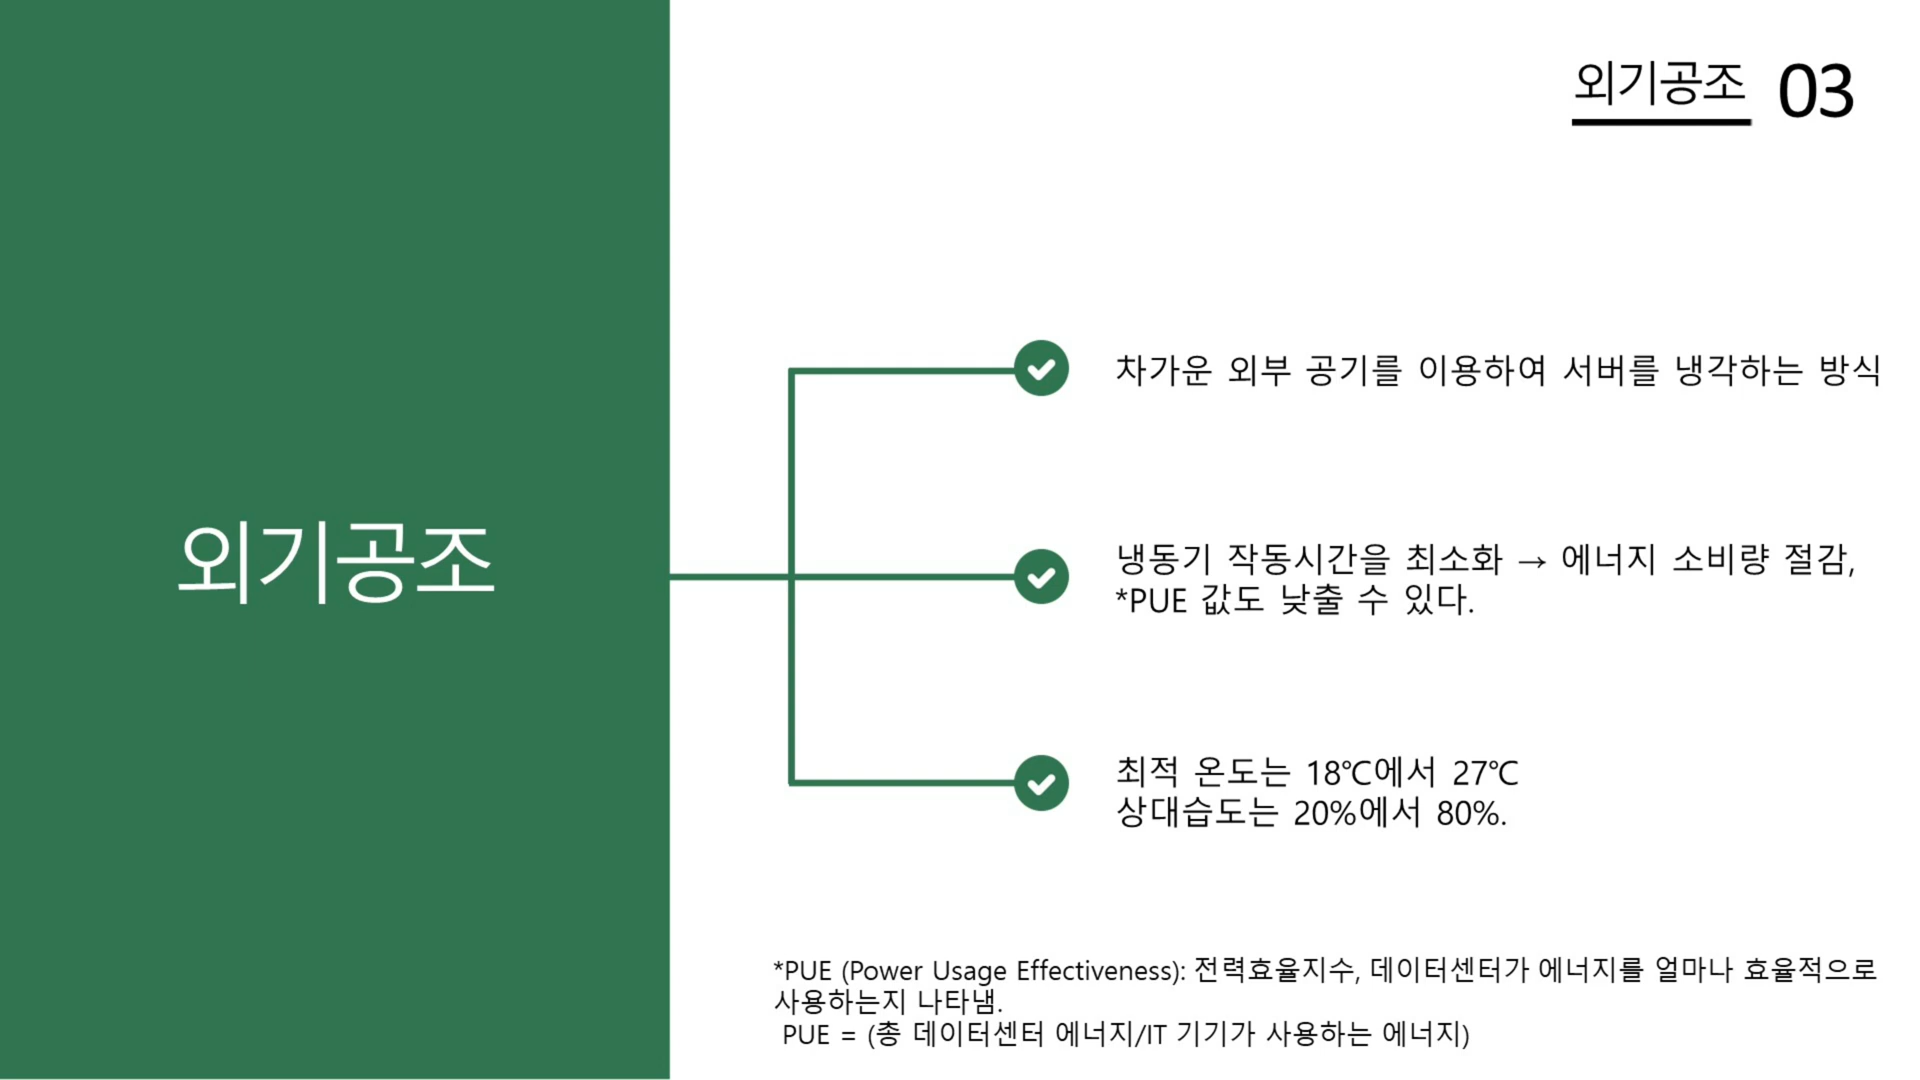 외기공조 03
외기공조
차가운 외부 공기를 이용하여 서버를 냉각하는 방식
냉동기 작동시간을 최소화 → 에너지 소비량 절감,
*PUE 값도 낮출 수 있다.
최적 온도는 18℃에서 27℃
상대습도는 20%에서 80%.
*PUE (Power Usage Effectiveness): 전력효율지수, 데이터센터가 에너지를 얼마나 효율적으로
사용하는지 나타냄.
PUE = (총 데이터센터 에너지/IT 기기가 사용하는 에너지)